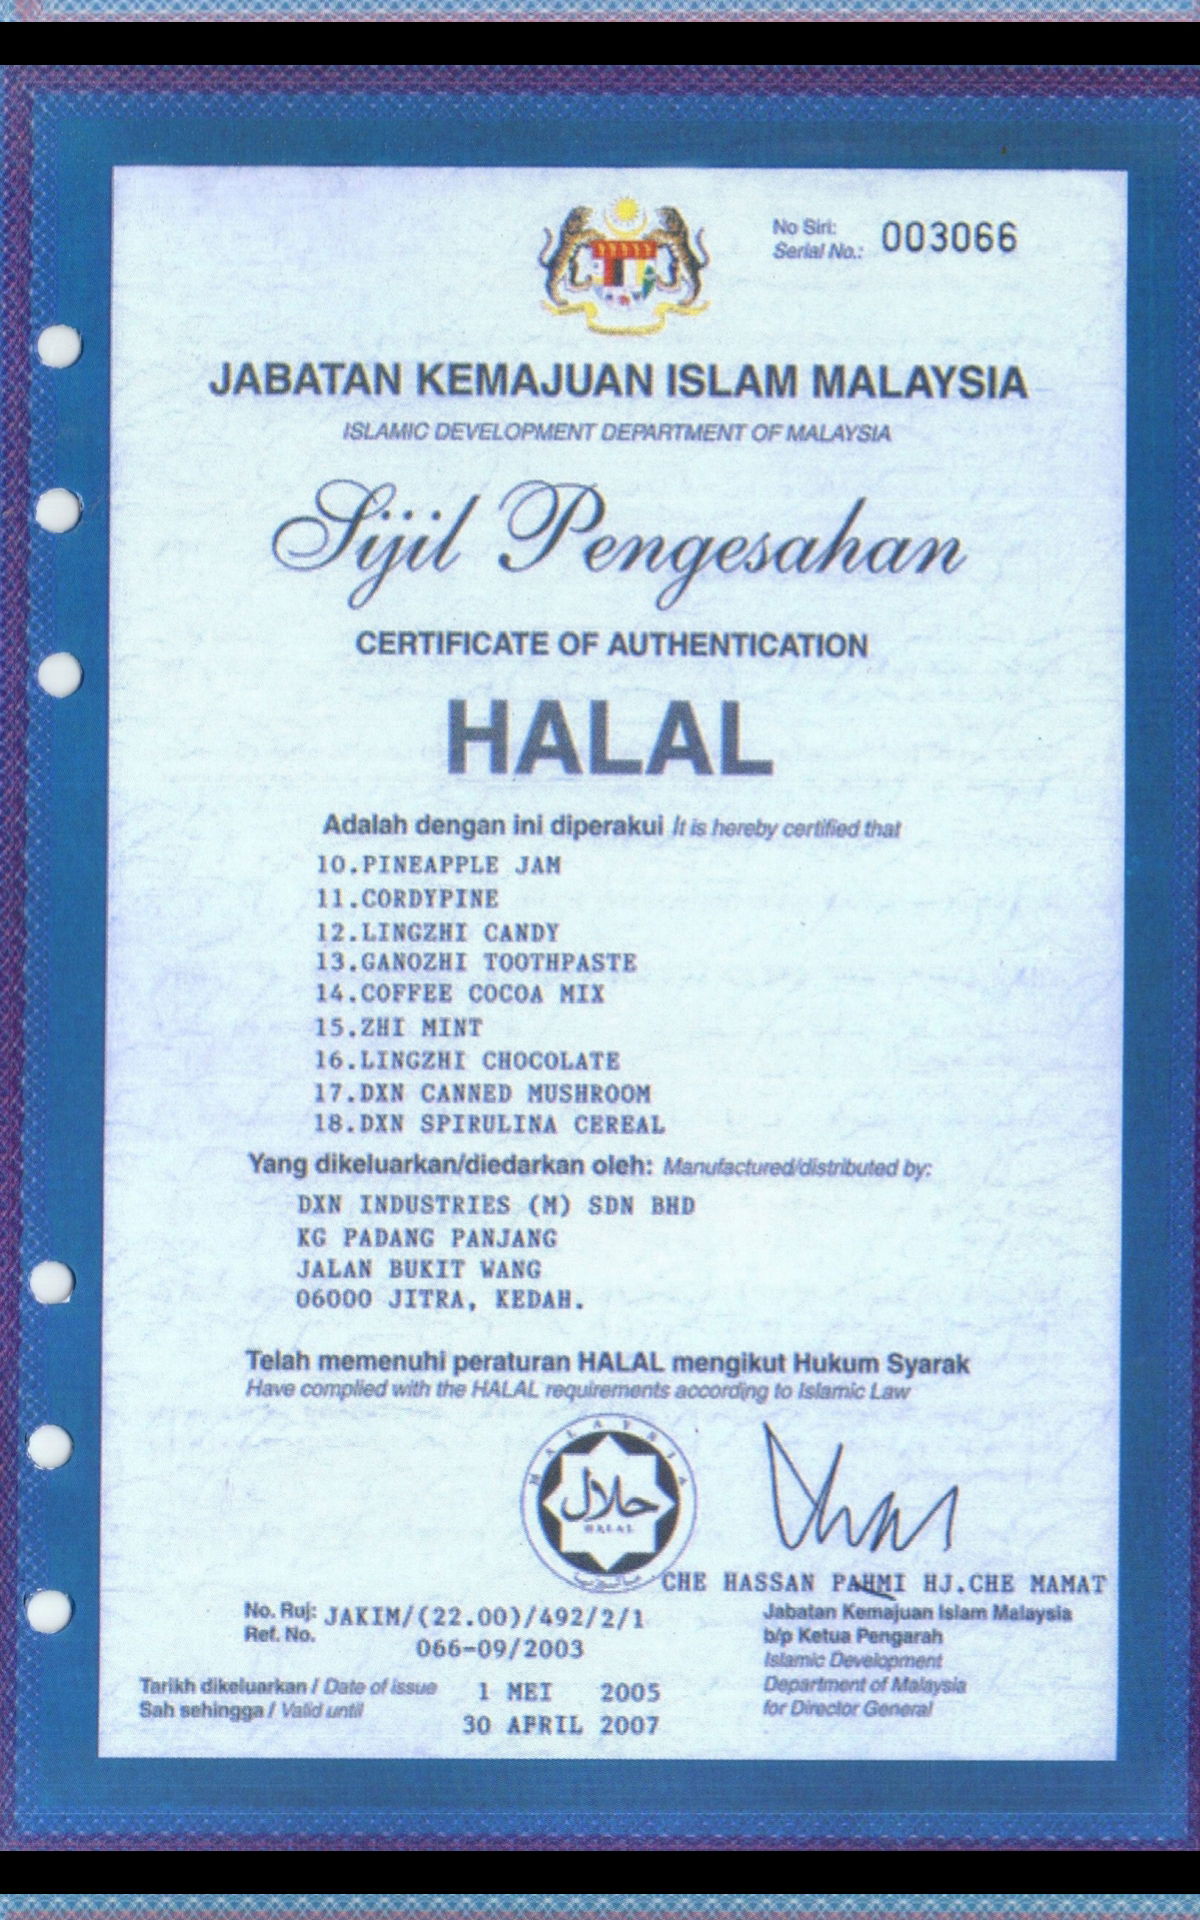 No Siri:
Serial No.: 003066
JABATAN KEMAJUAN ISLAM MALAYSIA
ISLAMIC DEVELOPMENT DEPARTMENT OF MALAYSIA
Sijil Pengesahan
CERTIFICATE OF AUTHENTICATION
HALAL
Adalah dengan ini diperakui It is hereby certified that
10.PINEAPPLE JAM
11.CORDYPINE
12.LINGZHI CANDY
13.GANOZHI TOOTHPASTE
14.COFFEE COCOA MIX
15.ZHI MINT
16.LINGZHI CHOCOLATE
17.DXN CANNED MUSHROOM
18.DXN SPIRULINA CEREAL
Yang dikeluarkan/diedarkan oleh: Manufactured/distributed by:
DXN INDUSTRIES (M) SDN BHD
KG PADANG PANJANG
JALAN BUKIT WANG
06000 JITRA, KEDAH.
Telah memenuhi peraturan HALAL mengikut Hukum Syarak
Have complied with the HALAL requirements according to Islamic Law
MALAYSIA
حلال
HALAL
CHE HASSAN PAHMI HJ.CHE MAMAT
Jabatan Kemajuan Islam Malaysia
b/p Ketua Pengarah
Islamic Development
Department of Malaysia
for Director General
No. Ruj: JAKIM/(22.00)/492/2/1
Ref. No. 066-09/2003
Tarikh dikeluarkan / Date of issue 1 MEI 2005
Sah sehingga / Valid until 30 APRIL 2007